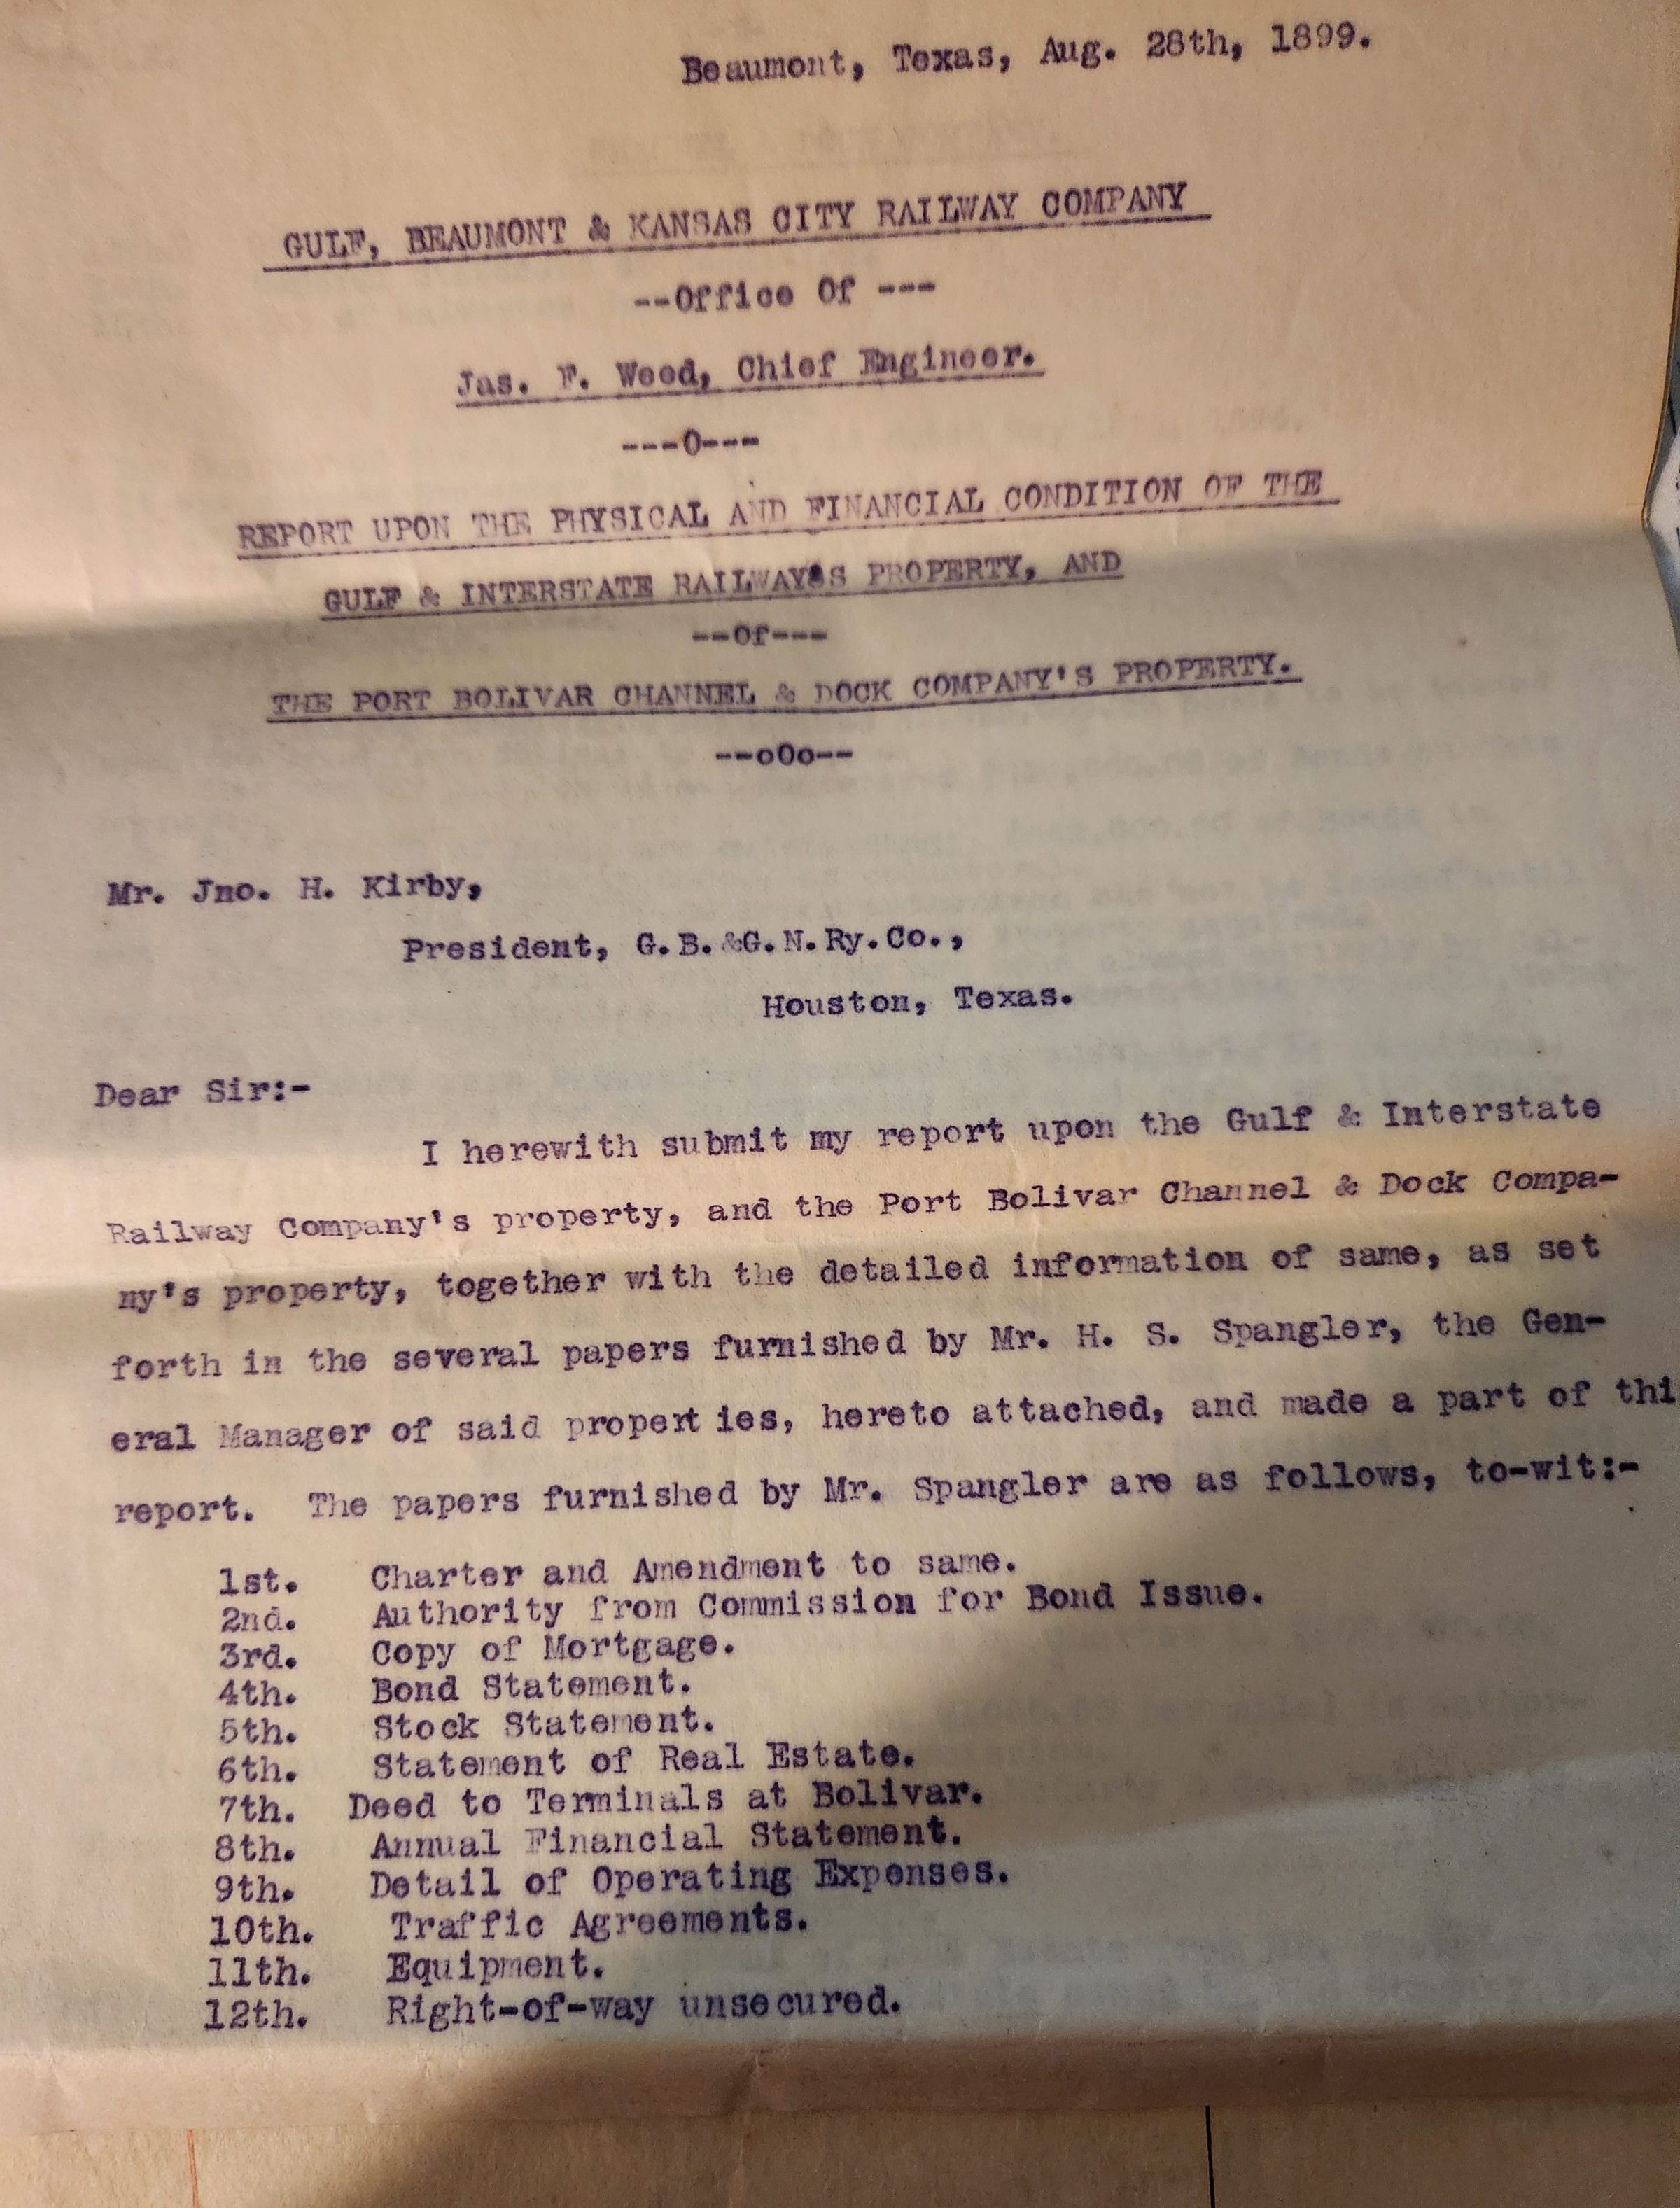 Beaumont, Texas, Aug. 28th, 1899.
GULF, BEAUMONT & KANSAS CITY RAILWAY COMPANY
--Office Of ---
Jas. F. Weed, Chief Engineer.
---0---
REPORT UPON THE PHYSICAL AND FINANCIAL CONDITION OF THE
GULF & INTERSTATE RAILWAY'S PROPERTY, AND
--Of---
THE PORT BOLIVAR CHANNEL & DOCK COMPANY'S PROPERTY.
--oOo--
Mr. Jno. H. Kirby,
President, G.B.&G.N.Ry.Co.,
Houston, Texas.
Dear Sir:-
I herewith submit my report upon the Gulf & Interstate
Railway Company's property, and the Port Bolivar Channel & Dock Compa-
ny's property, together with the detailed information of same, as set
forth in the several papers furnished by Mr. H. S. Spangler, the Gen-
eral Manager of said propert ies, hereto attached, and made a part of thi
report. The papers furnished by Mr. Spangler are as follows, to-wit:-
1st. Charter and Amendment to same.
2nd. Authority from Commission for Bond Issue.
3rd. Copy of Mortgage.
4th. Bond Statement.
5th. Stock Statement.
6th. Statement of Real Estate.
7th. Deed to Terminals at Bolivar.
8th. Annual Financial Statement.
9th. Detail of Operating Expenses.
10th. Traffic Agreements.
11th. Equipment.
12th. Right-of-way unsecured.